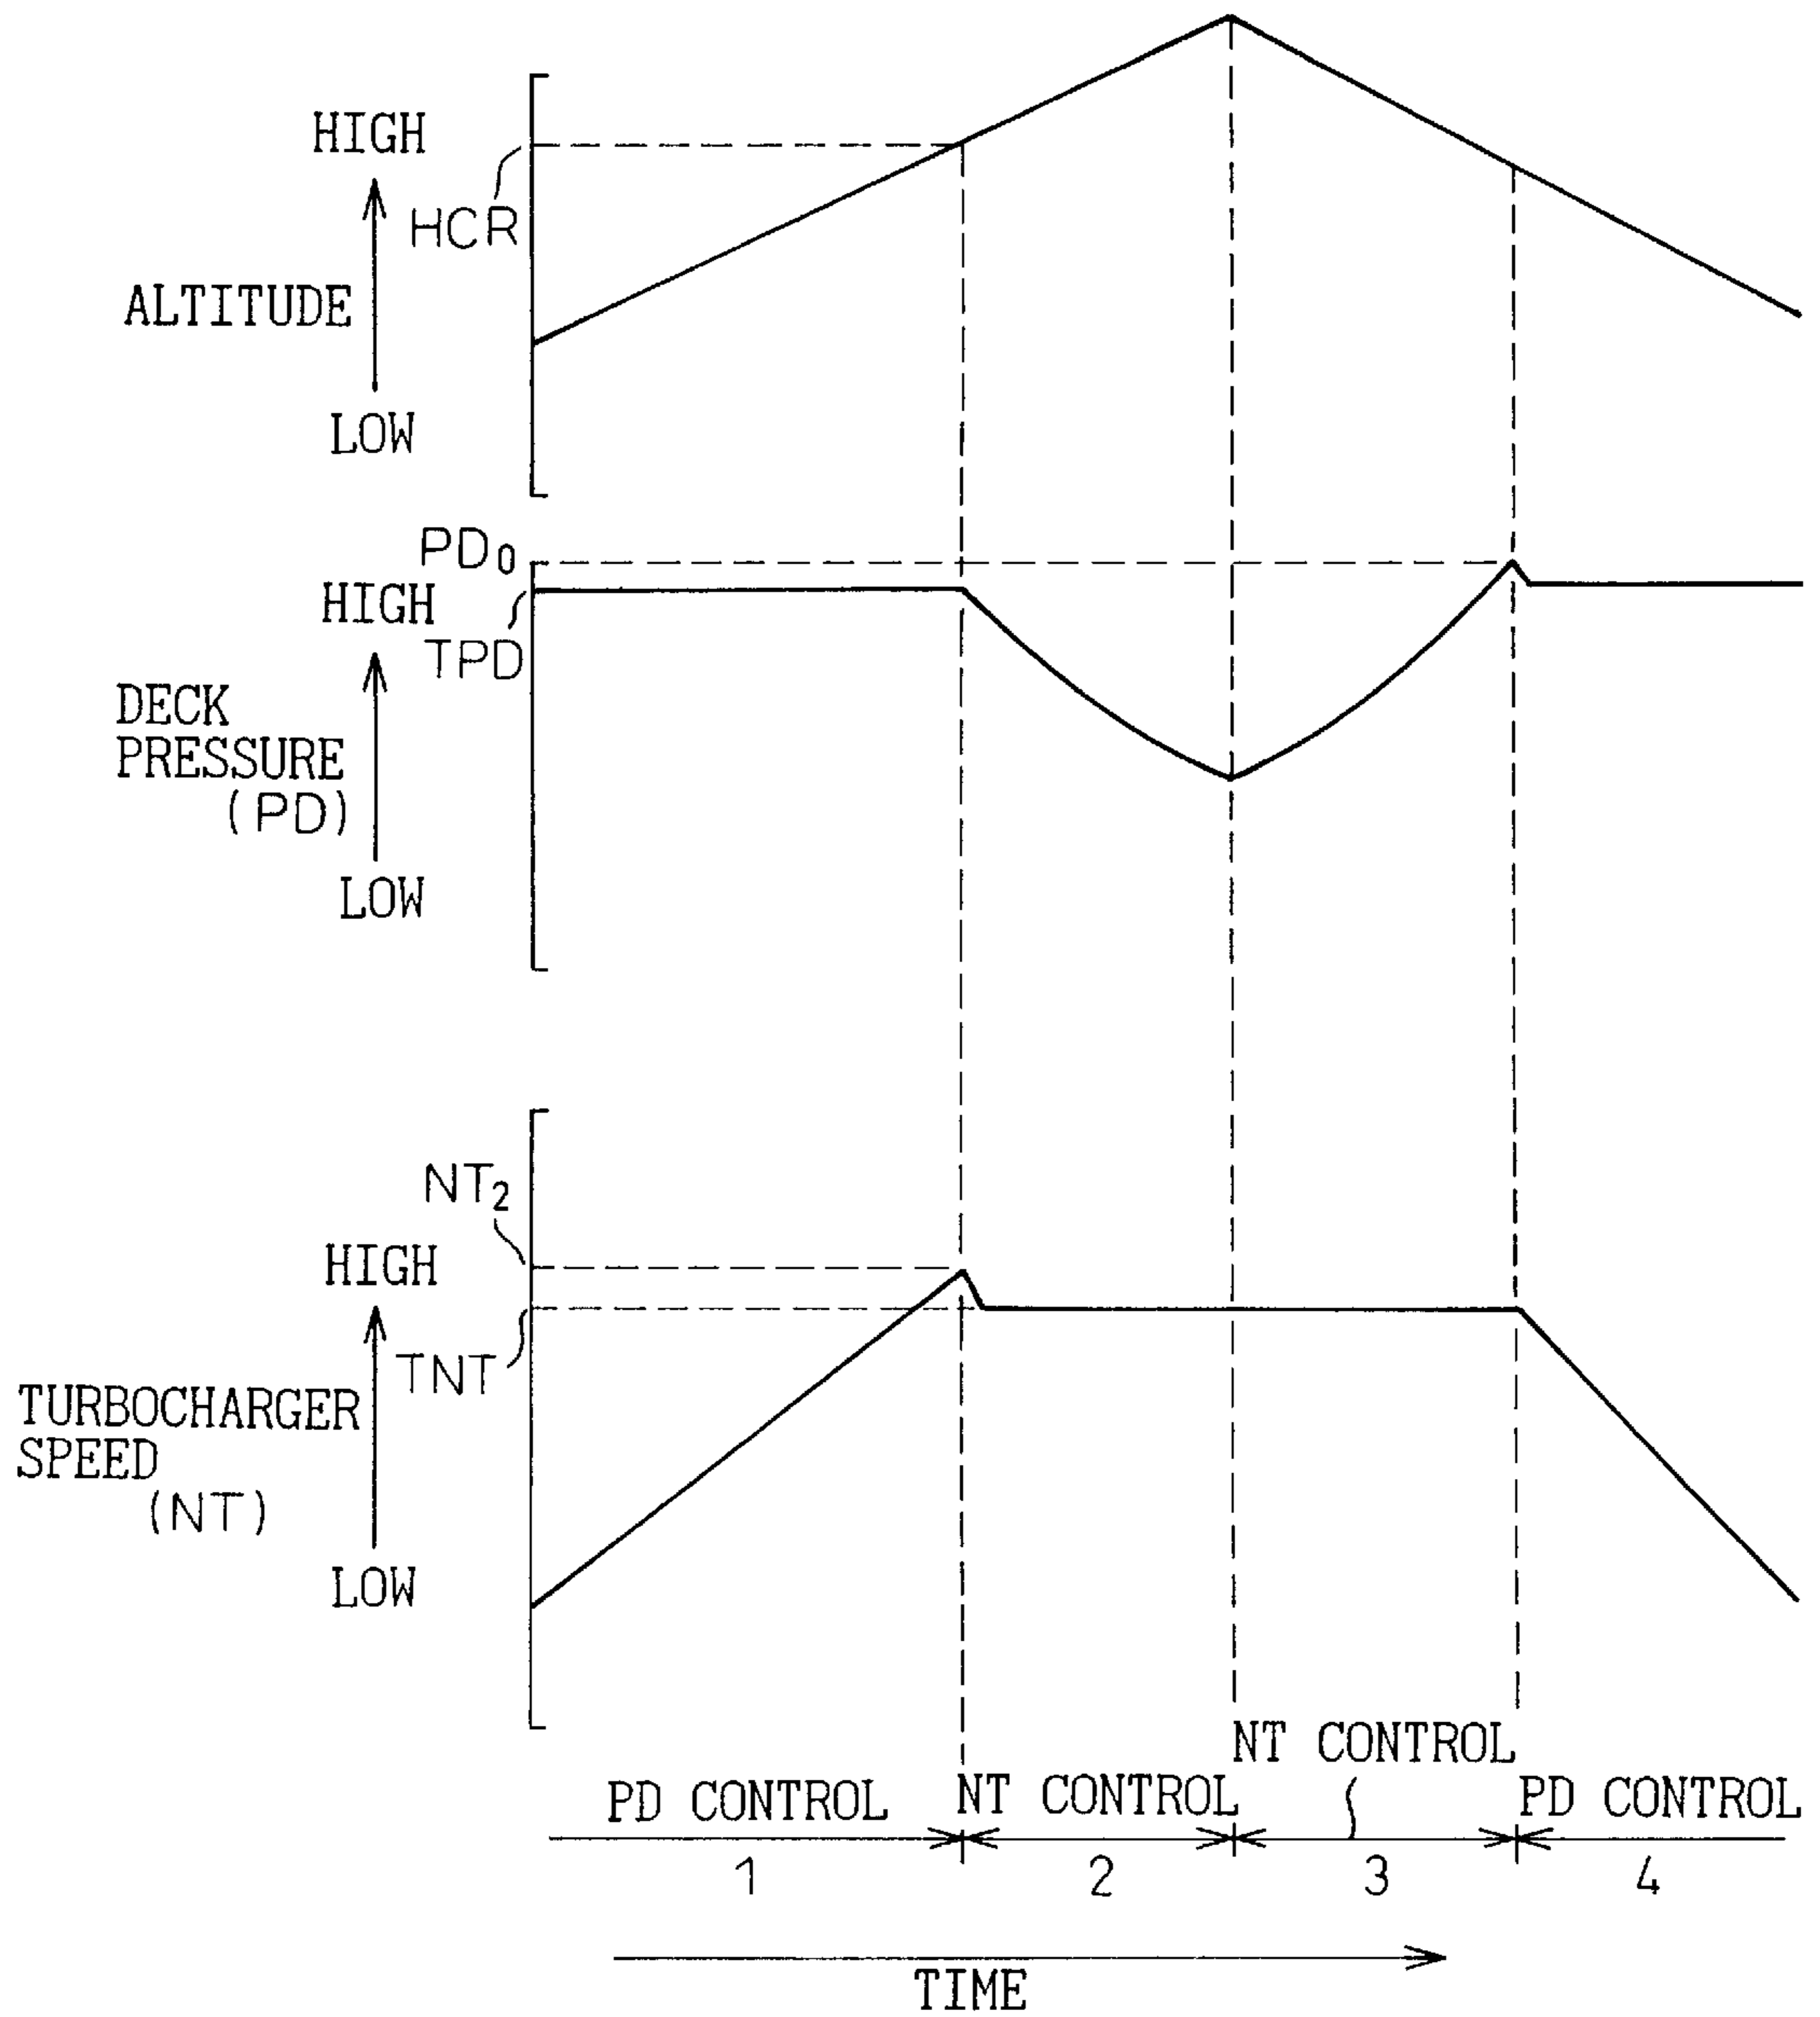 HIGH
HCR
ALTITUDE
LOW
PD0
HIGH
TPD
DECK
PRESSURE
(PD)
LOW
NT2
HIGH
TNT
TURBOCHARGER
SPEED
(NT)
LOW
NT CONTROL
PD CONTROL NT CONTROL PD CONTROL
1 2 3 4
TIME